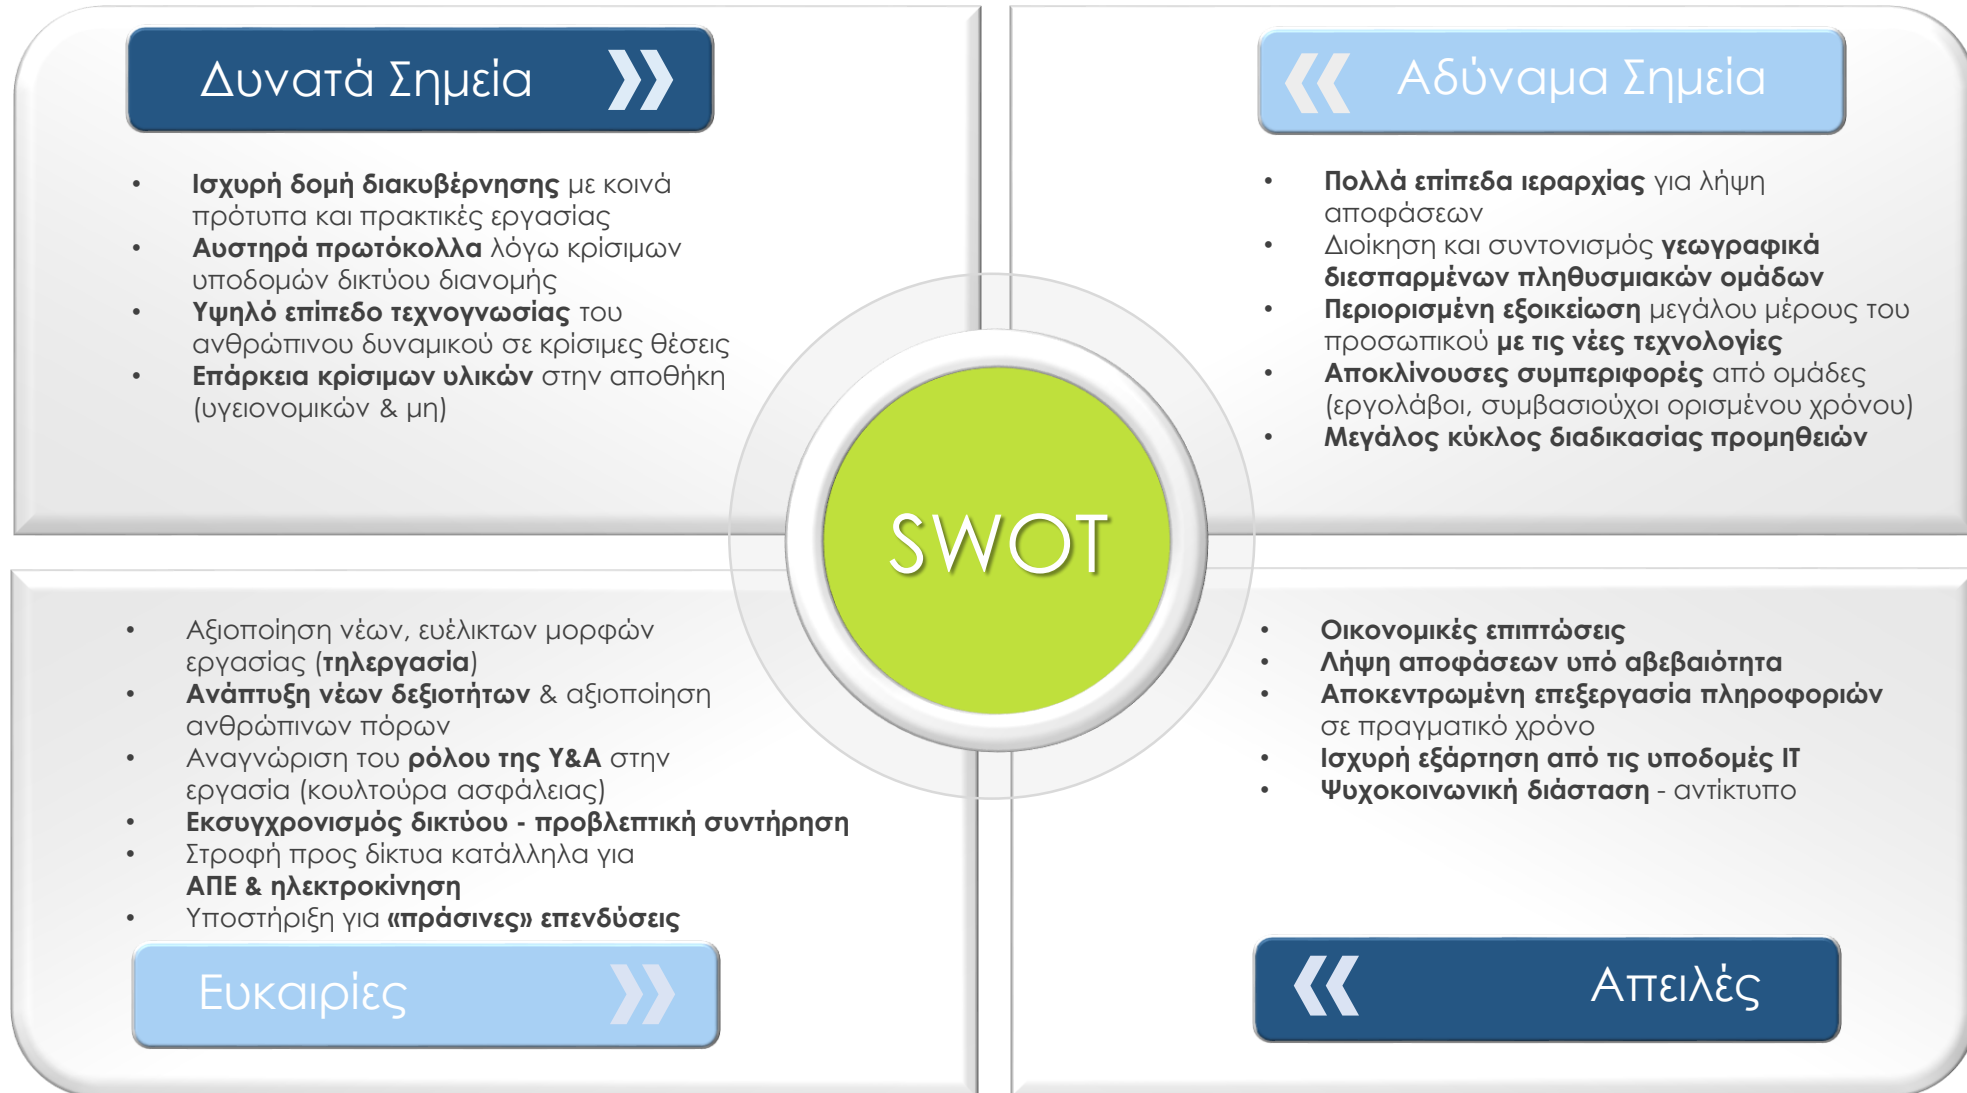 Δυνατά Σημεία
• Ισχυρή δομή διακυβέρνησης με κοινά
πρότυπα και πρακτικές εργασίας
• Αυστηρά πρωτόκολλα λόγω κρίσιμων
υποδομών δικτύου διανομής
• Υψηλό επίπεδο τεχνογνωσίας του
ανθρώπινου δυναμικού σε κρίσιμες θέσεις
• Επάρκεια κρίσιμων υλικών στην αποθήκη
(υγειονομικών & μη)
Αδύναμα Σημεία
• Πολλά επίπεδα ιεραρχίας για λήψη
αποφάσεων
• Διοίκηση και συντονισμός γεωγραφικά
διεσπαρμένων πληθυσμιακών ομάδων
• Περιορισμένη εξοικείωση μεγάλου μέρους του
προσωπικού με τις νέες τεχνολογίες
• Αποκλίνουσες συμπεριφορές από ομάδες
(εργολάβοι, συμβασιούχοι ορισμένου χρόνου)
• Μεγάλος κύκλος διαδικασίας προμηθειών
SWOT
• Αξιοποίηση νέων, ευέλικτων μορφών
εργασίας (τηλεργασία)
• Ανάπτυξη νέων δεξιοτήτων & αξιοποίηση
ανθρώπινων πόρων
• Αναγνώριση του ρόλου της Υ&Α στην
εργασία (κουλτούρα ασφάλειας)
• Εκσυγχρονισμός δικτύου - προβλεπτική συντήρηση
• Στροφή προς δίκτυα κατάλληλα για
ΑΠΕ & ηλεκτροκίνηση
• Υποστήριξη για «πράσινες» επενδύσεις
Ευκαιρίες
• Οικονομικές επιπτώσεις
• Λήψη αποφάσεων υπό αβεβαιότητα
• Αποκεντρωμένη επεξεργασία πληροφοριών
σε πραγματικό χρόνο
• Ισχυρή εξάρτηση από τις υποδομές IT
• Ψυχοκοινωνική διάσταση - αντίκτυπο
Απειλές